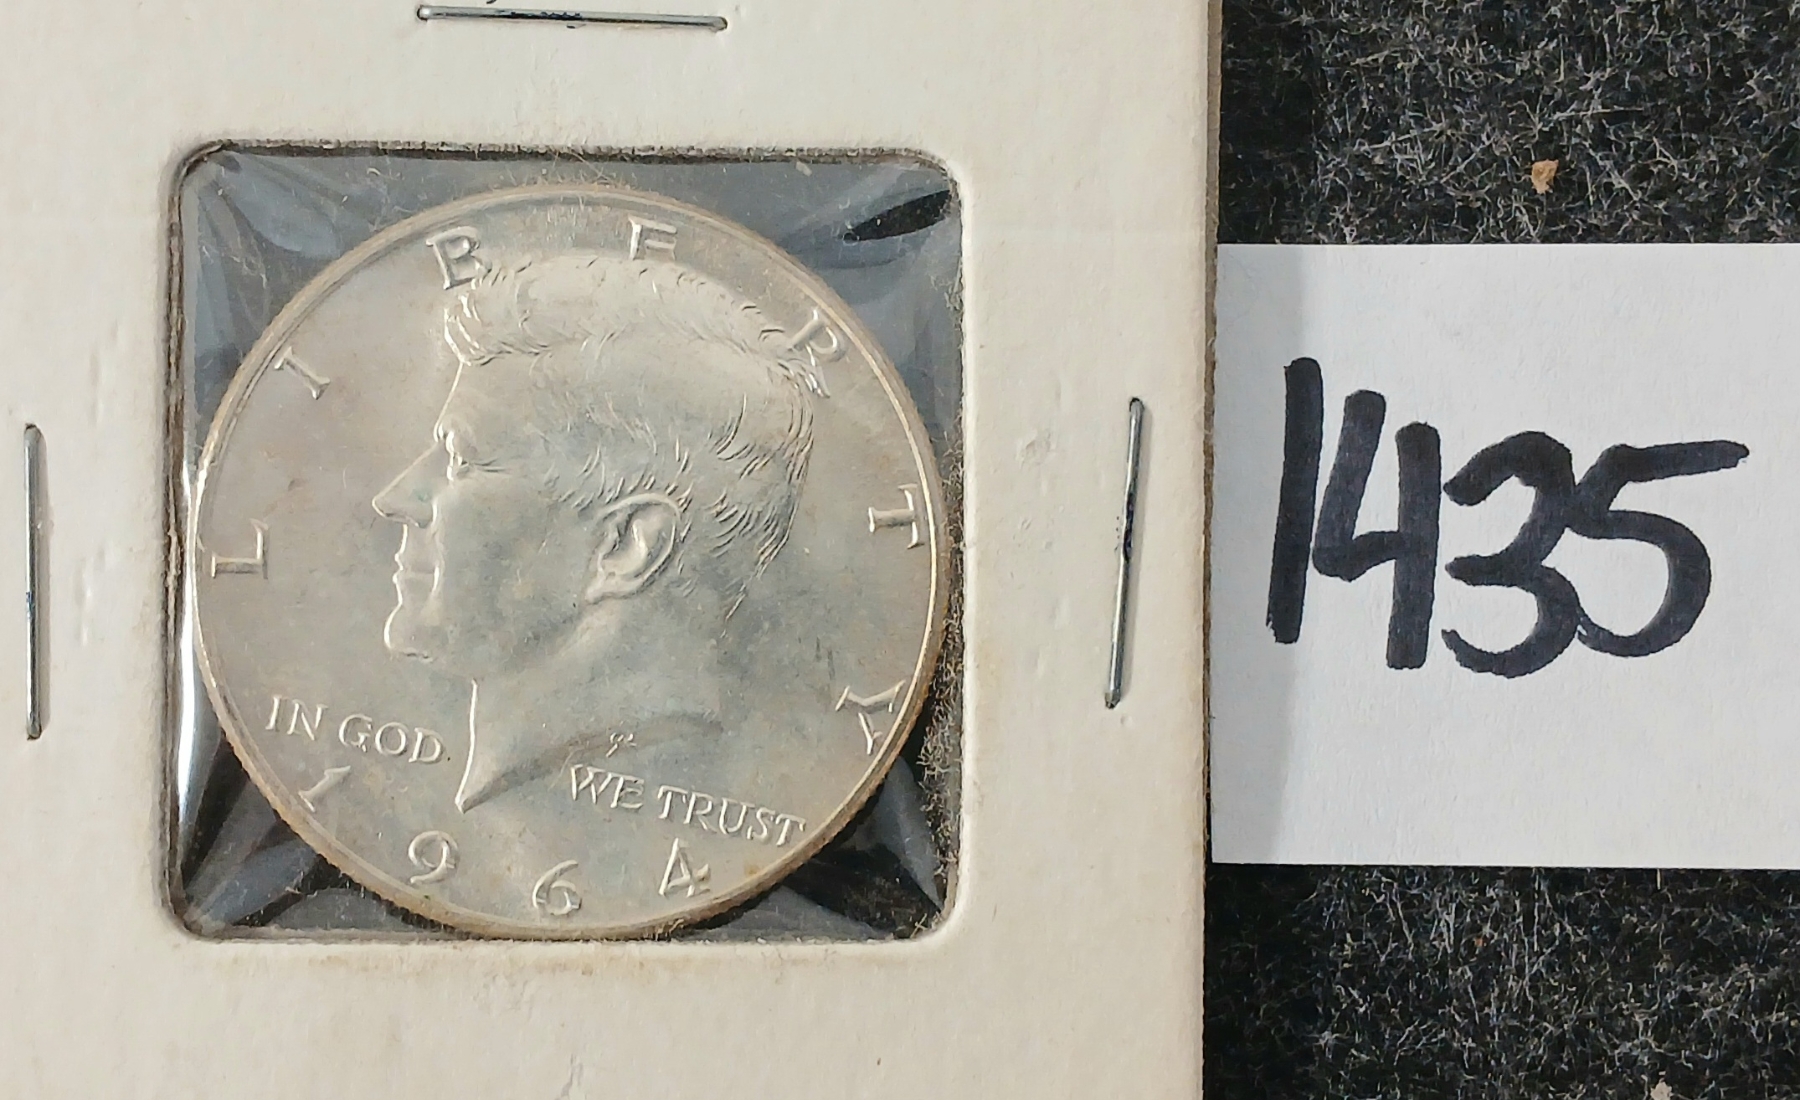 LIBERTY
IN GOD
WE TRUST
1964
1435